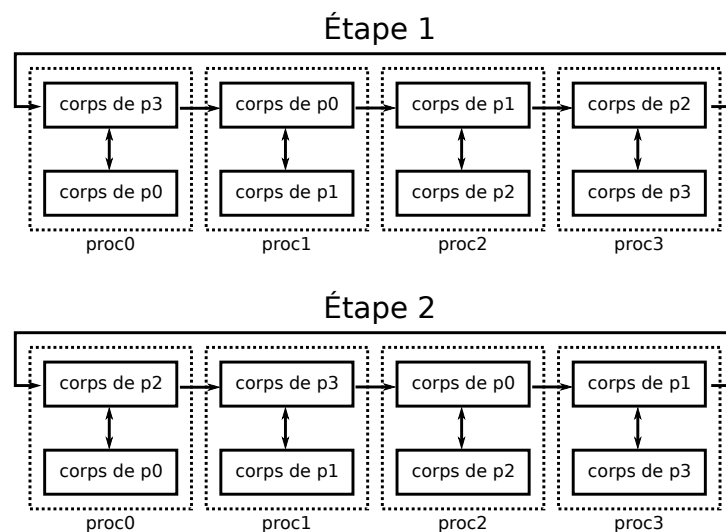 Étape 1
corps de p3 corps de p0 corps de p1 corps de p2
corps de p0 corps de p1 corps de p2 corps de p3
proc0 proc1 proc2 proc3
Étape 2
corps de p2 corps de p3 corps de p0 corps de p1
corps de p0 corps de p1 corps de p2 corps de p3
proc0 proc1 proc2 proc3